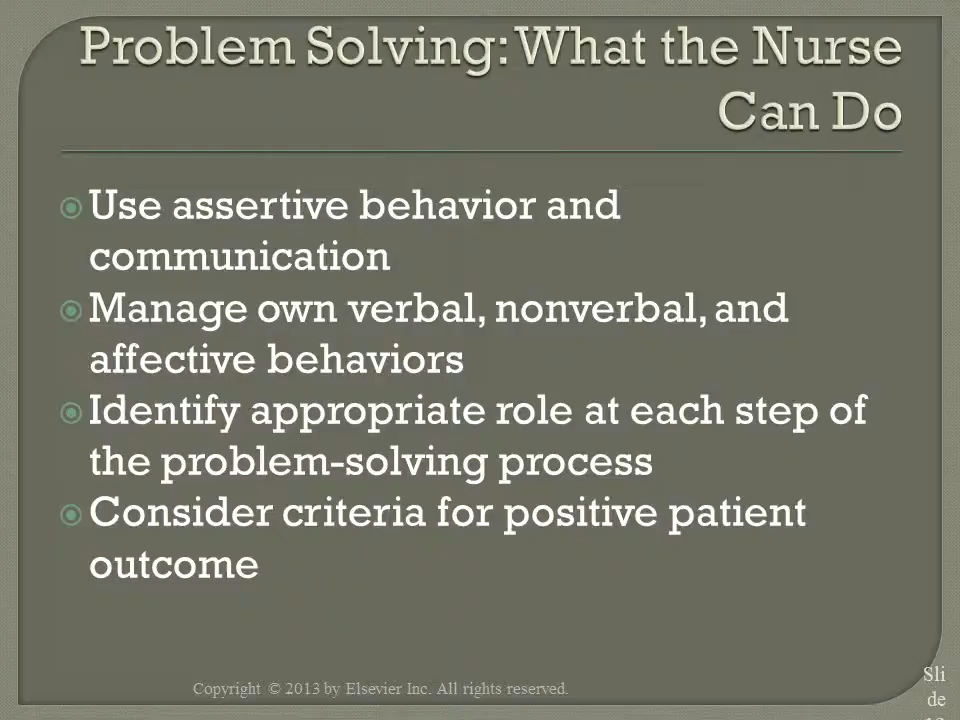 Problem Solving: What the Nurse
Can Do
Use assertive behavior and
communication
Manage own verbal, nonverbal, and
affective behaviors
Identify appropriate role at each step of
the problem-solving process
Consider criteria for positive patient
outcome
Copyright © 2013 by Elsevier Inc. All rights reserved.
Sli
de